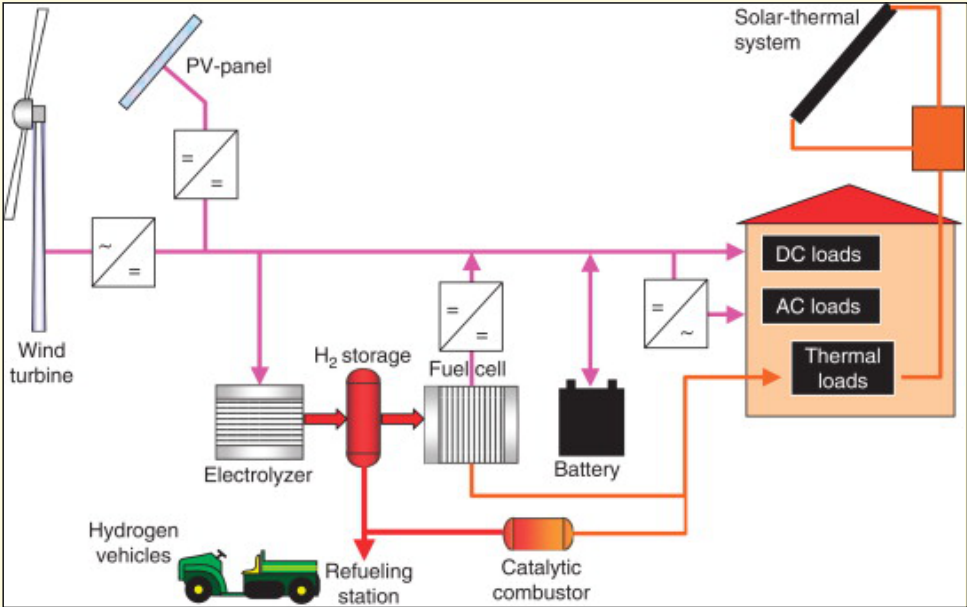 Solar-thermal
system
PV-panel
=
=
~
=
DC loads
=
=
=
~
AC loads
Wind
turbine
H₂ storage
Fuel cell
Thermal
loads
Electrolyzer
Battery
Hydrogen
vehicles
Refueling
station
Catalytic
combustor